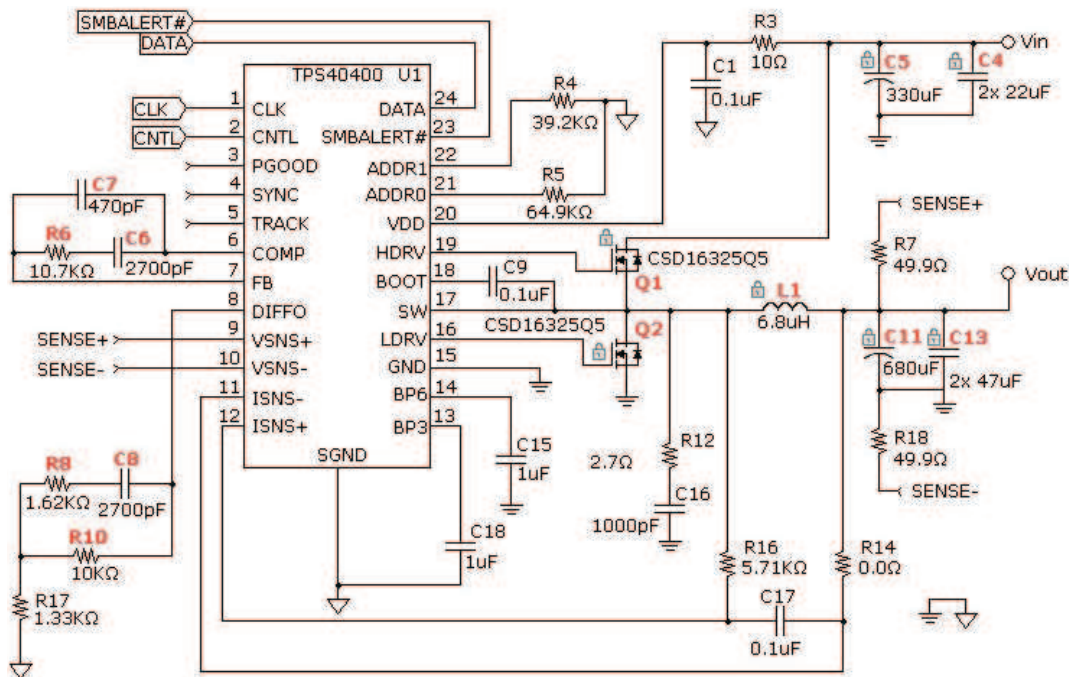 SMBALERT#
DATA
TPS40400 U1
CLK
CNTL
1 CLK
2 CNTL
3 PGOOD
4 SYNC
5 TRACK
6 COMP
7 FB
8 DIFFO
9 VSNS+
10 VSNS-
11 ISNS-
12 ISNS+
SGND
DATA 24
SMBALERT# 23
ADDR1 22
ADDR0 21
VDD 20
HDRV 19
BOOT 18
SW 17
LDRV 16
GND 15
BP6 14
BP3 13
C7
470pF
R6
10.7KΩ
C6
2700pF
SENSE+
SENSE-
R8
1.62KΩ
C8
2700pF
R10
10KΩ
R17
1.33KΩ
R4
39.2KΩ
R5
64.9KΩ
C1
0.1uF
R3
10Ω
C5
330uF
C4
2x 22uF
Vin
C9
0.1uF
CSD16325Q5
Q1
CSD16325Q5
Q2
L1
6.8uH
SENSE+
R7
49.9Ω
Vout
C11
680uF
C13
2x 47uF
R18
49.9Ω
SENSE-
C15
1uF
C18
1uF
R12
2.7Ω
C16
1000pF
R16
5.71KΩ
R14
0.0Ω
C17
0.1uF